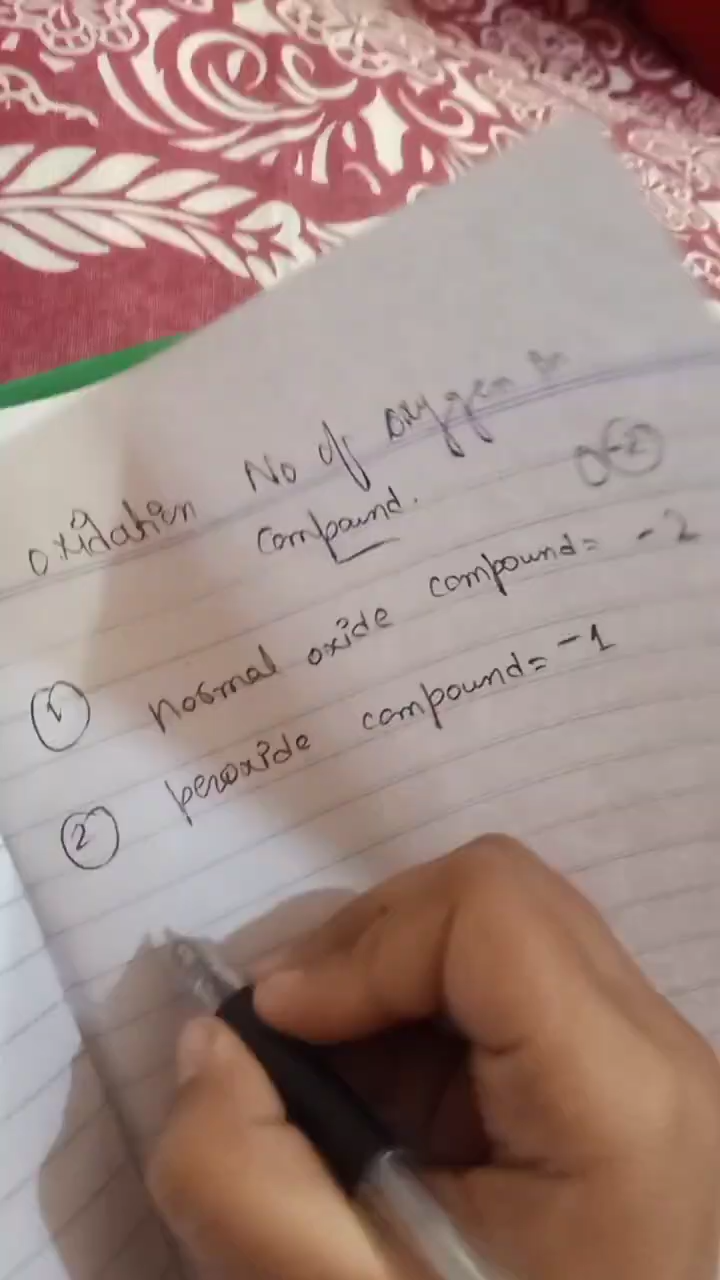 Oxidation No of oxygen in
compound. O(-2)
① normal oxide compound= -2
② peroxide compound= -1